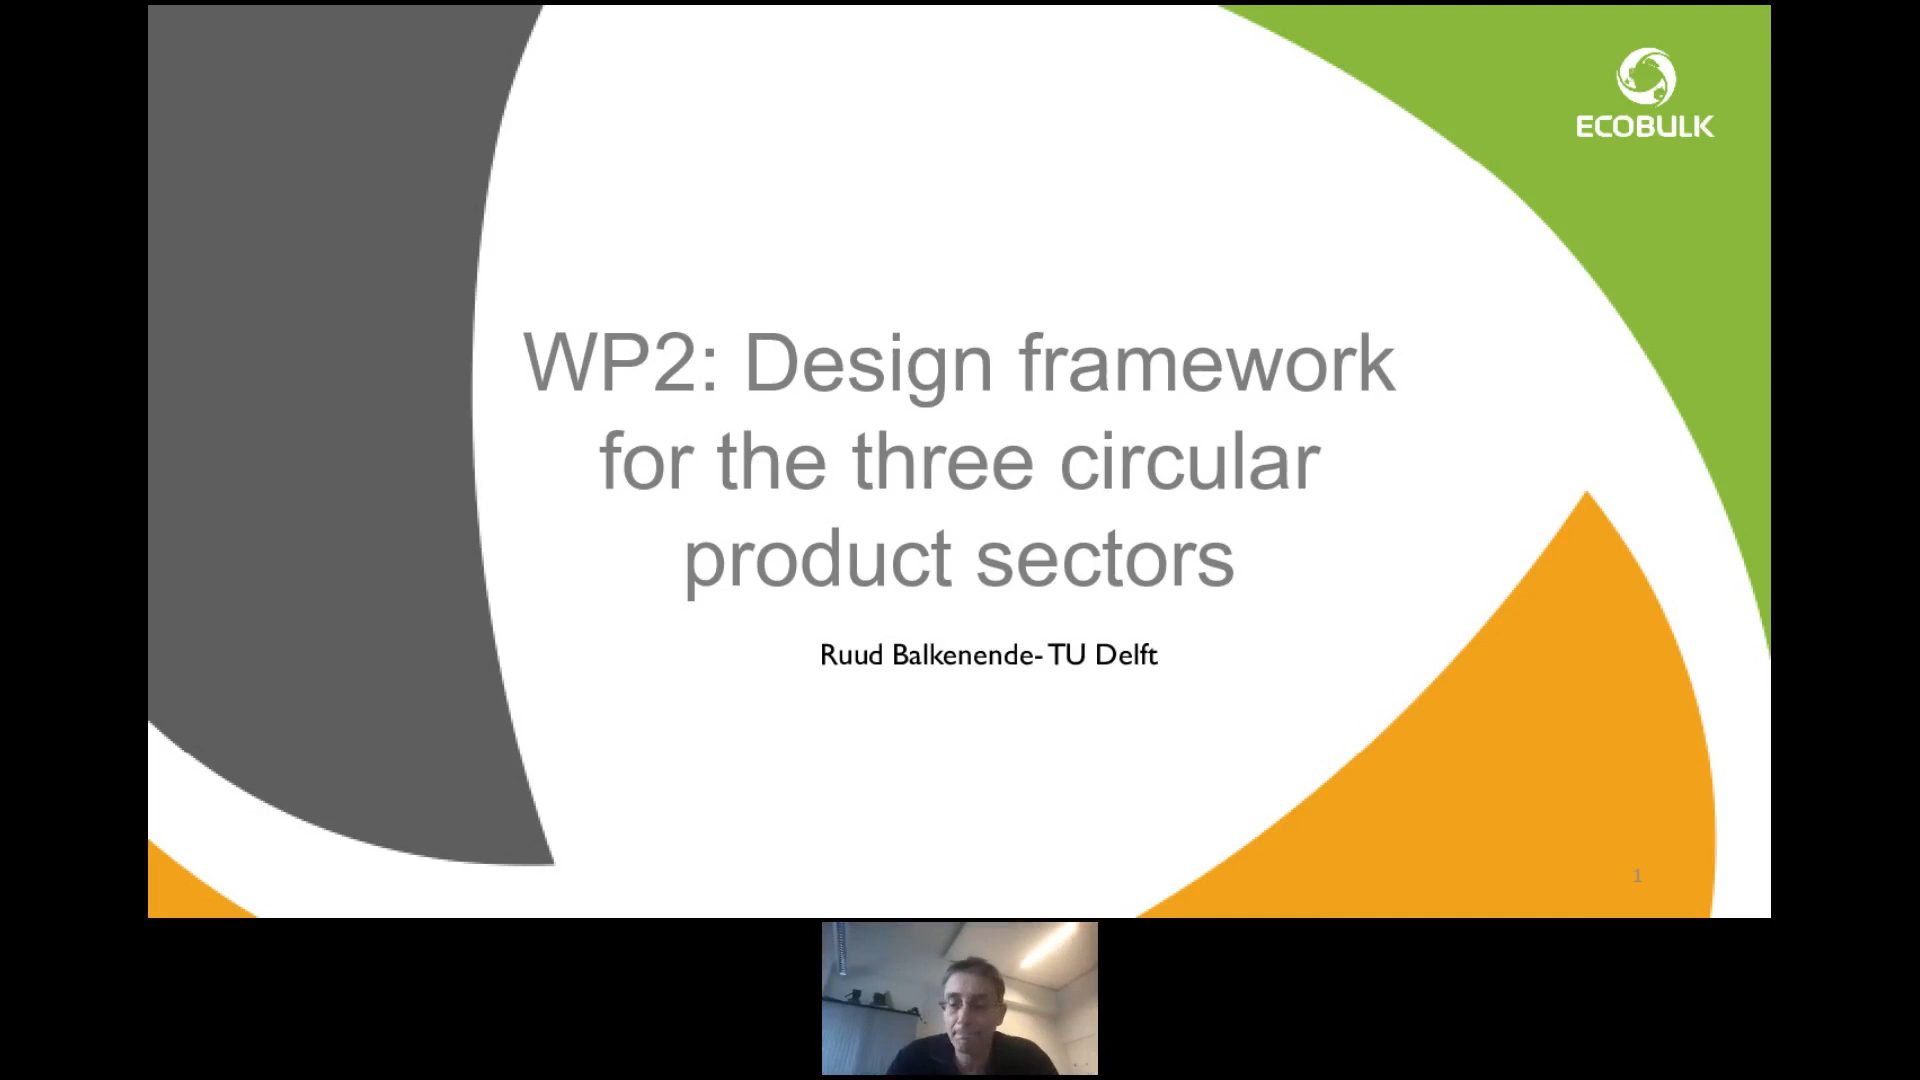 ECOBULK
WP2: Design framework
for the three circular
product sectors
Ruud Balkenende- TU Delft
1